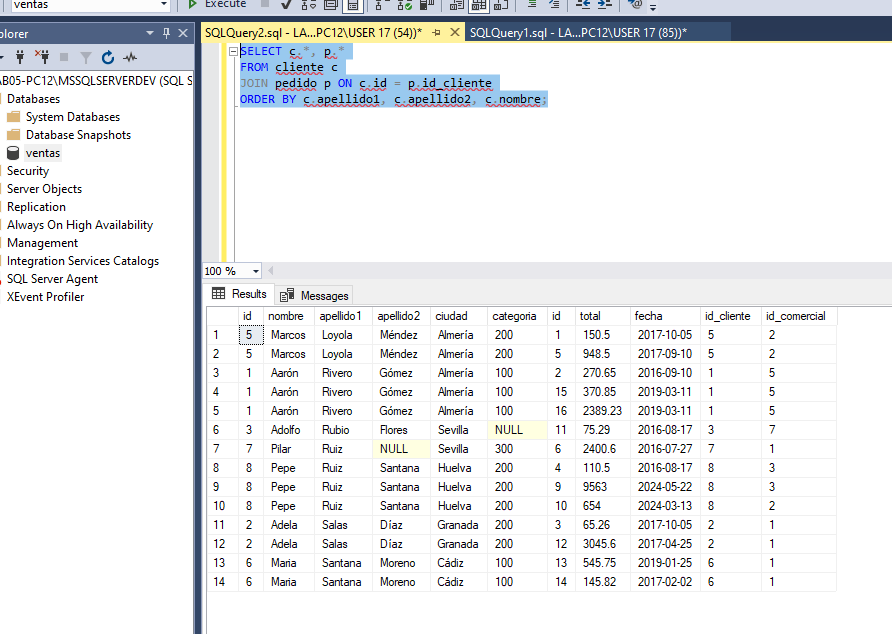 ventas
Execute
plorer
SQLQuery2.sql - LA...PC12\USER 17 (54))*
SQLQuery1.sql - LA...PC12\USER 17 (85))*
AB05-PC12\MSSQLSERVERDEV (SQL S
Databases
System Databases
Database Snapshots
ventas
Security
Server Objects
Replication
Always On High Availability
Management
Integration Services Catalogs
SQL Server Agent
XEvent Profiler
SELECT c.*, p.*
FROM cliente c
JOIN pedido p ON c.id = p.id_cliente
ORDER BY c.apellido1, c.apellido2, c.nombre;
100 %
Results Messages
id nombre apellido1 apellido2 ciudad categoria id total fecha id_cliente id_comercial
1 5 Marcos Loyola Méndez Almería 200 1 150.5 2017-10-05 5 2
2 5 Marcos Loyola Méndez Almería 200 5 948.5 2017-09-10 5 2
3 1 Aarón Rivero Gómez Almería 100 2 270.65 2016-09-10 1 5
4 1 Aarón Rivero Gómez Almería 100 15 370.85 2019-03-11 1 5
5 1 Aarón Rivero Gómez Almería 100 16 2389.23 2019-03-11 1 5
6 3 Adolfo Rubio Flores Sevilla NULL 11 75.29 2016-08-17 3 7
7 7 Pilar Ruiz NULL Sevilla 300 6 2400.6 2016-07-27 7 1
8 8 Pepe Ruiz Santana Huelva 200 4 110.5 2016-08-17 8 3
9 8 Pepe Ruiz Santana Huelva 200 9 9563 2024-05-22 8 3
10 8 Pepe Ruiz Santana Huelva 200 10 654 2024-03-13 8 2
11 2 Adela Salas Díaz Granada 200 3 65.26 2017-10-05 2 1
12 2 Adela Salas Díaz Granada 200 12 3045.6 2017-04-25 2 1
13 6 Maria Santana Moreno Cádiz 100 13 545.75 2019-01-25 6 1
14 6 Maria Santana Moreno Cádiz 100 14 145.82 2017-02-02 6 1